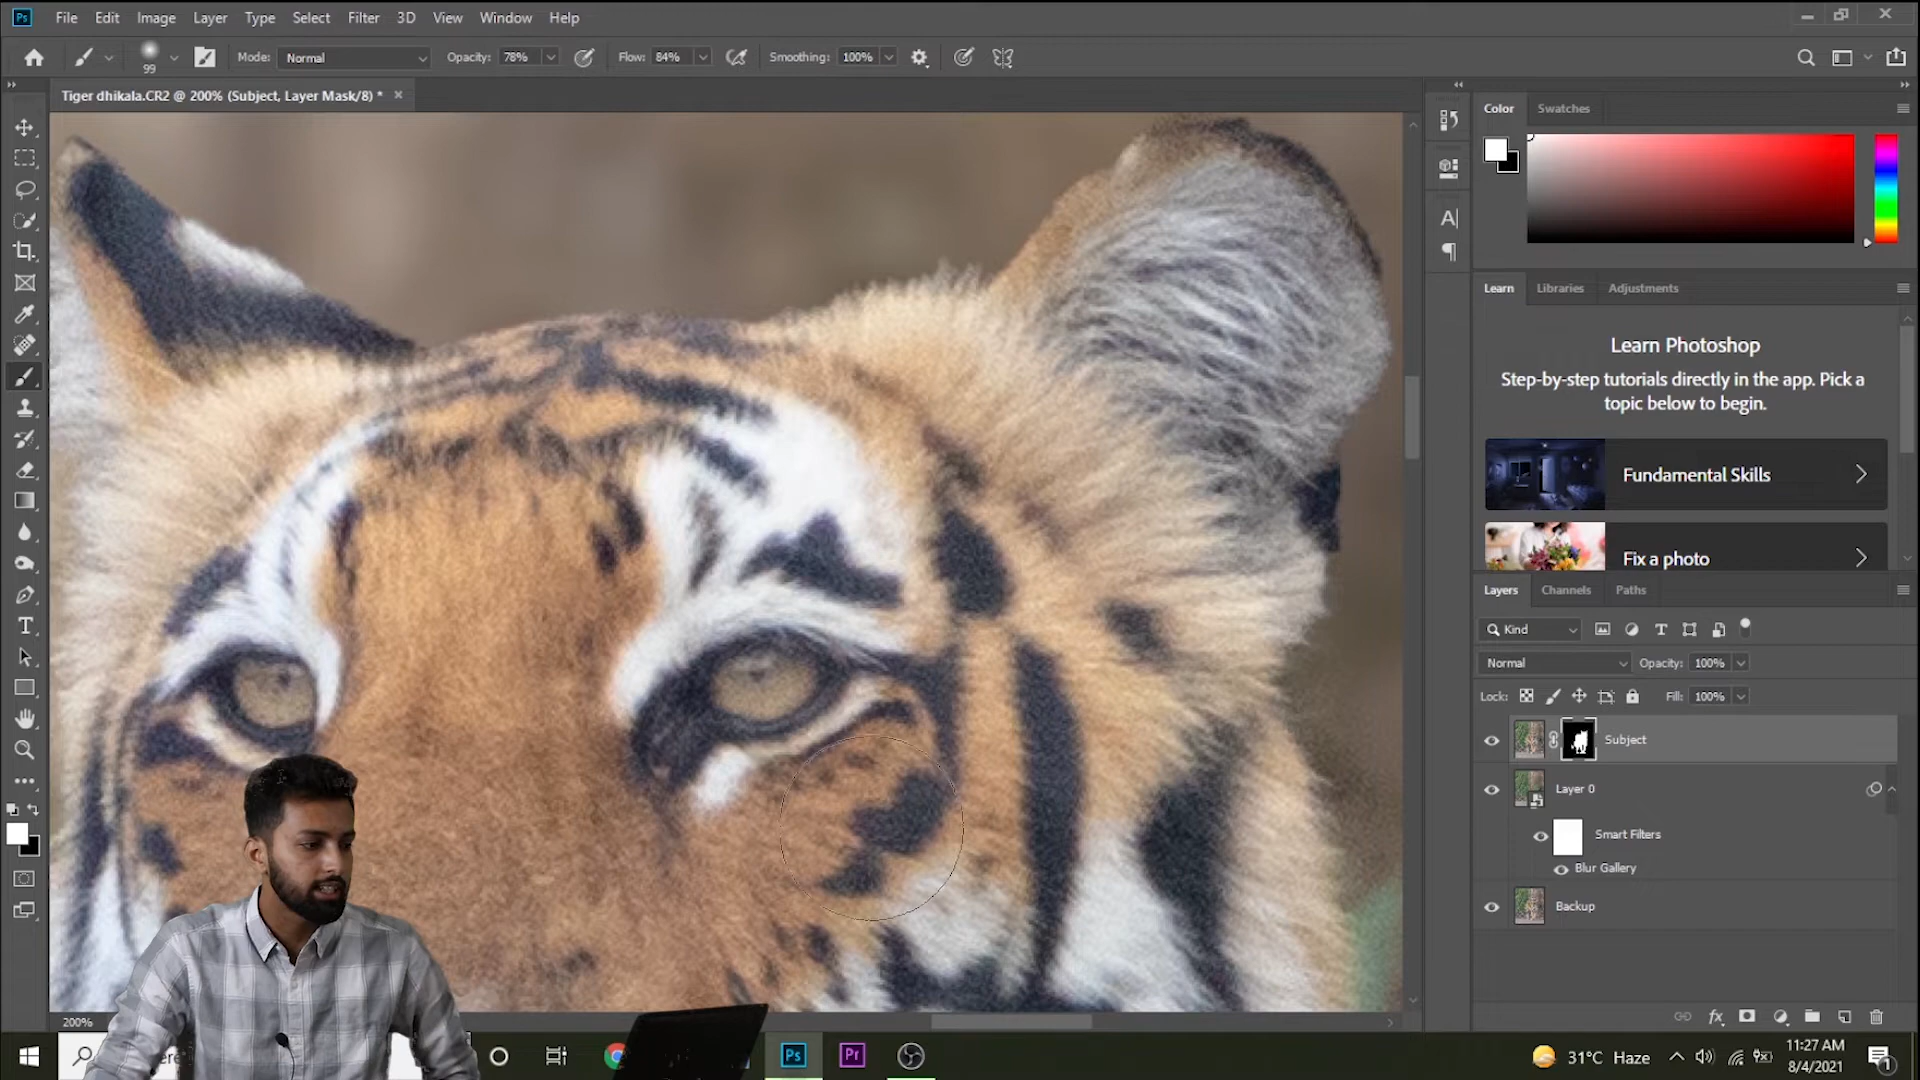 Ps File Edit Image Layer Type Select Filter 3D View Window Help
99 Mode: Normal Opacity: 78% Flow: 84% Smoothing: 100%
Tiger dhikala.CR2 @ 200% (Subject, Layer Mask/8) *
Color Swatches
Learn Libraries Adjustments
Learn Photoshop
Step-by-step tutorials directly in the app. Pick a
topic below to begin.
Fundamental Skills
Fix a photo
Layers Channels Paths
Kind
Normal Opacity: 100%
Lock: Fill: 100%
Subject
Layer 0
Smart Filters
Blur Gallery
Backup
fx
200%
Ps Pr 31°C Haze 11:27 AM
8/4/2021
1